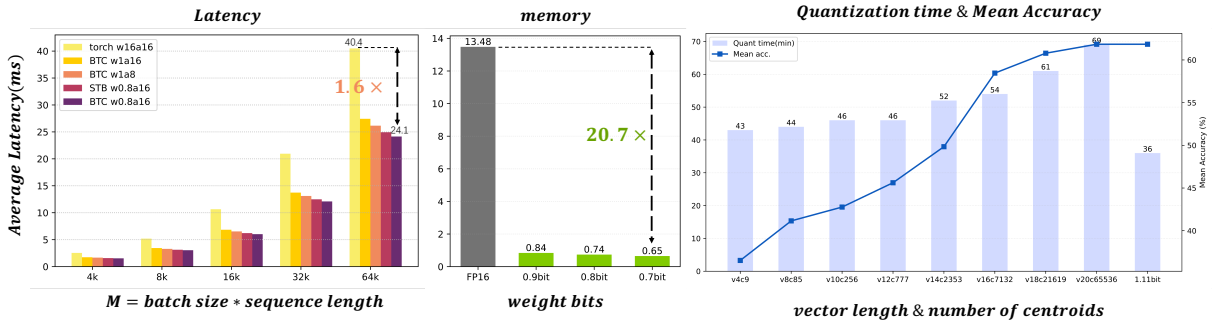 Latency
Average Latency(ms)
40
35
30
25
20
15
10
5
0
torch w16a16
BTC w1a16
BTC w1a8
STB w0.8a16
BTC w0.8a16
40.4
1.6 ×
24.1
4k 8k 16k 32k 64k
M = batch size * sequence length
memory
14
12
10
8
6
4
2
0
13.48
20.7 ×
0.84 0.74 0.65
FP16 0.9bit 0.8bit 0.7bit
weight bits
Quantization time & Mean Accuracy
70
60
50
40
30
20
10
0
Quant time(min)
Mean acc.
43 44 46 46 52 54 61 69 36
60
55
50
45
40
Mean Accuracy (%)
v4c9 v8c85 v10c256 v12c777 v14c2353 v16c7132 v18c21619 v20c65536 1.11bit
vector length & number of centroids